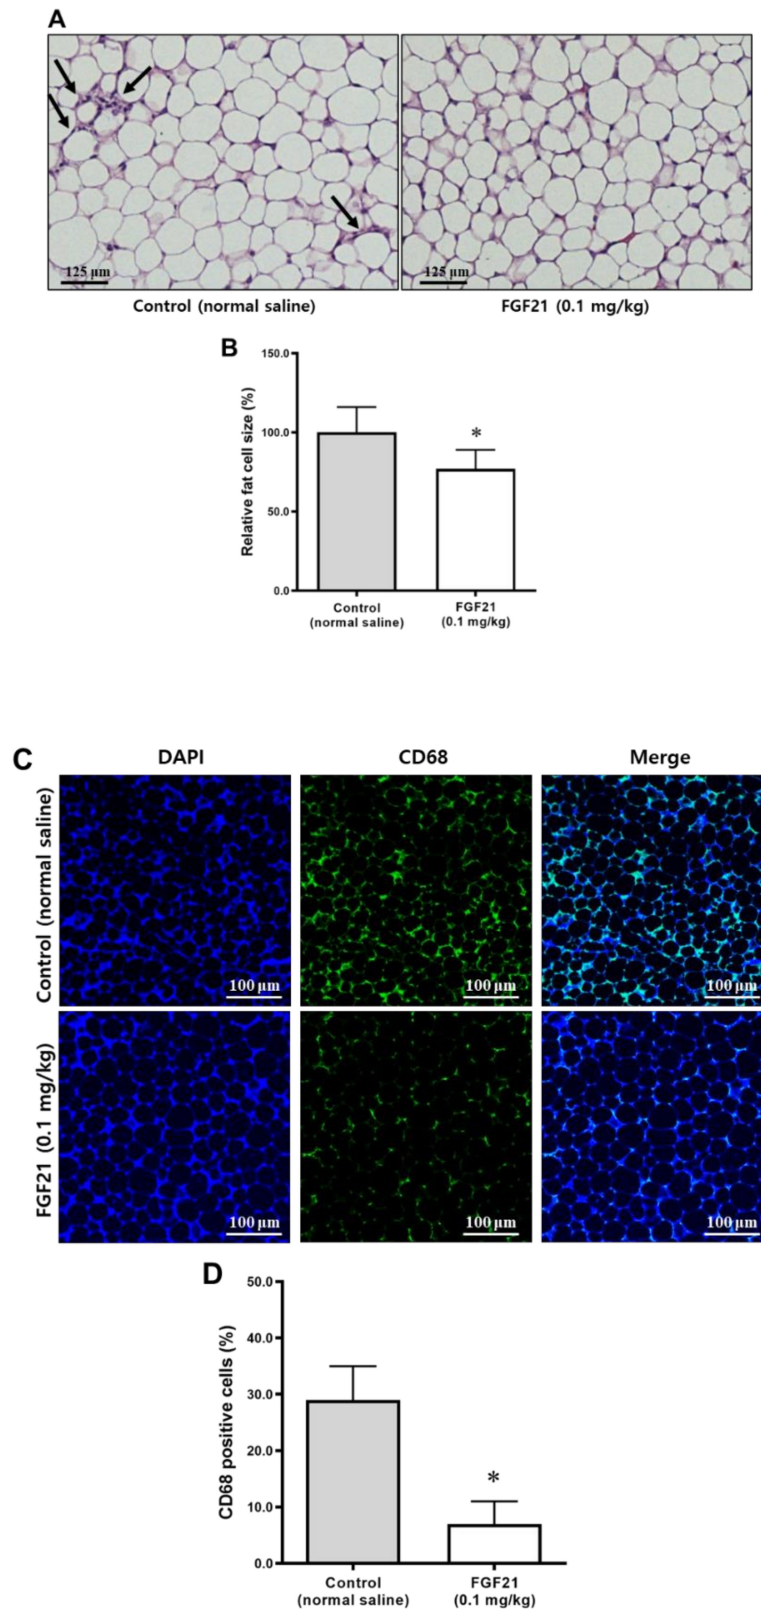 A
125 µm
125 µm
Control (normal saline)
FGF21 (0.1 mg/kg)
B
Relative fat cell size (%)
150.0
100.0
50.0
0.0
*
Control
(normal saline)
FGF21
(0.1 mg/kg)
C
DAPI
CD68
Merge
Control (normal saline)
100 µm
100 µm
100 µm
FGF21 (0.1 mg/kg)
100 µm
100 µm
100 µm
D
CD68 positive cells (%)
50.0
40.0
30.0
20.0
10.0
0.0
*
Control
(normal saline)
FGF21
(0.1 mg/kg)